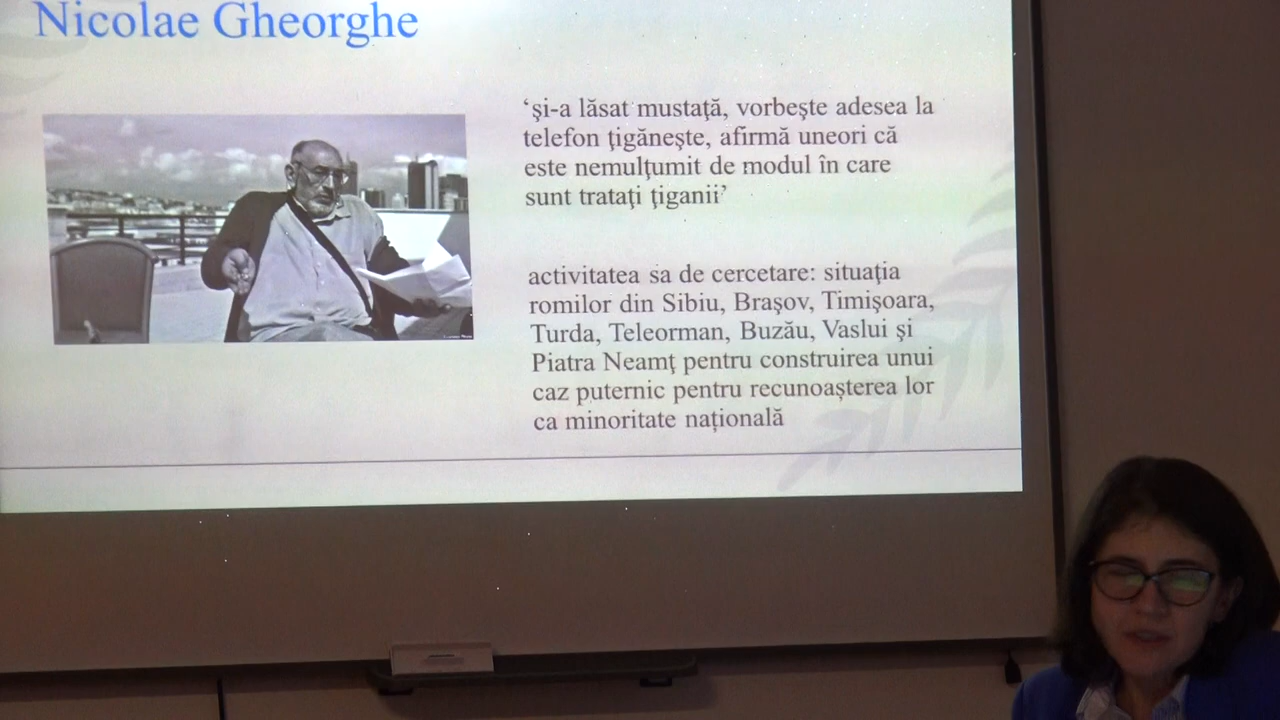 Nicolae Gheorghe
‘şi-a lăsat mustaţă, vorbeşte adesea la
telefon ţigăneşte, afirmă uneori că
este nemulţumit de modul în care
sunt trataţi ţiganii’
activitatea sa de cercetare: situaţia
romilor din Sibiu, Braşov, Timişoara,
Turda, Teleorman, Buzău, Vaslui şi
Piatra Neamţ pentru construirea unui
caz puternic pentru recunoașterea lor
ca minoritate națională